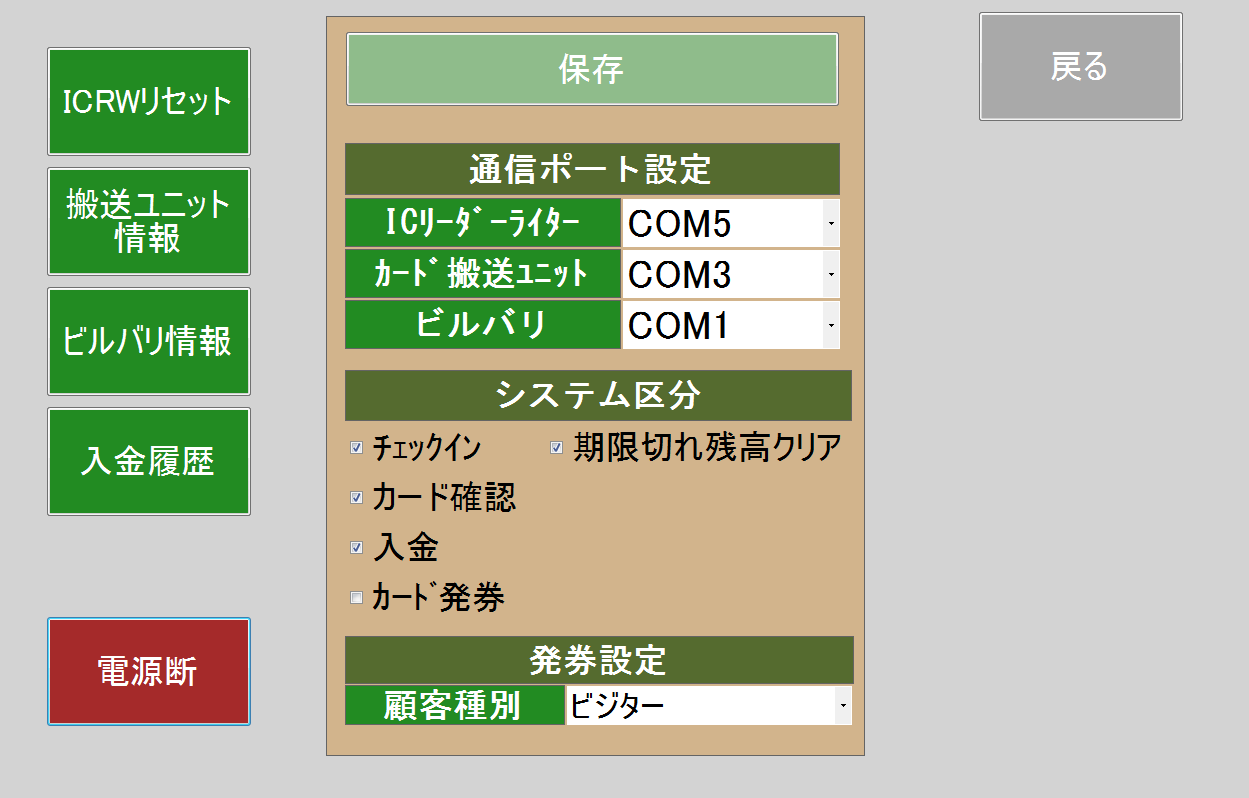 ICRWリセット
搬送ユニット
情報
ビルバリ情報
入金履歴
電源断
保存
通信ポート設定
ICﾘｰﾀﾞｰﾗｲﾀｰ
COM5
ｶｰﾄﾞ搬送ﾕﾆｯﾄ
COM3
ビルバリ
COM1
システム区分
チェックイン
期限切れ残高クリア
カード確認
入金
ｶｰﾄﾞ発券
発券設定
顧客種別
ビジター
戻る